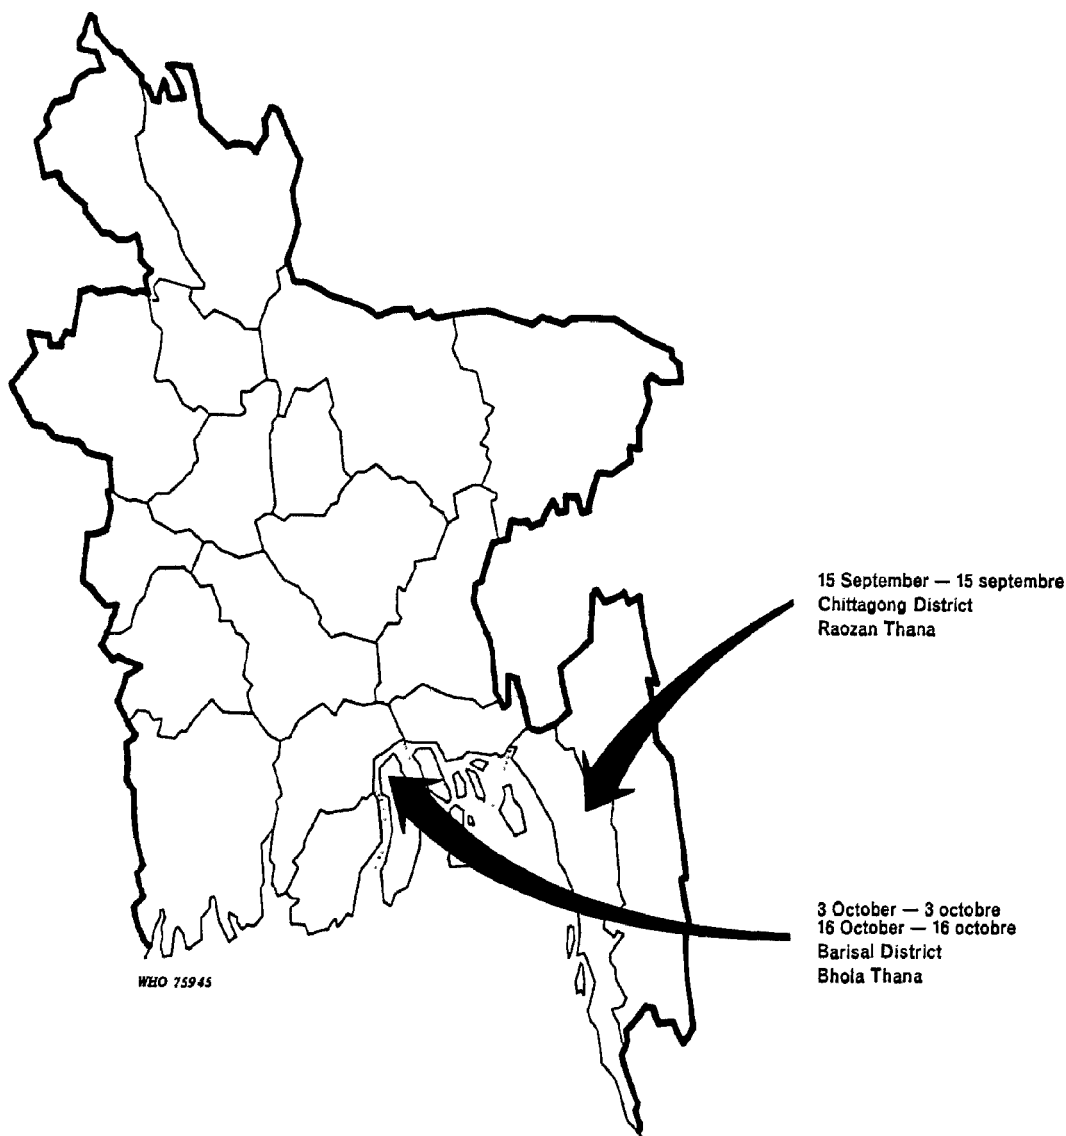 15 September — 15 septembre
Chittagong District
Raozan Thana
3 October — 3 octobre
16 October — 16 octobre
Barisal District
Bhola Thana
WHO 75945